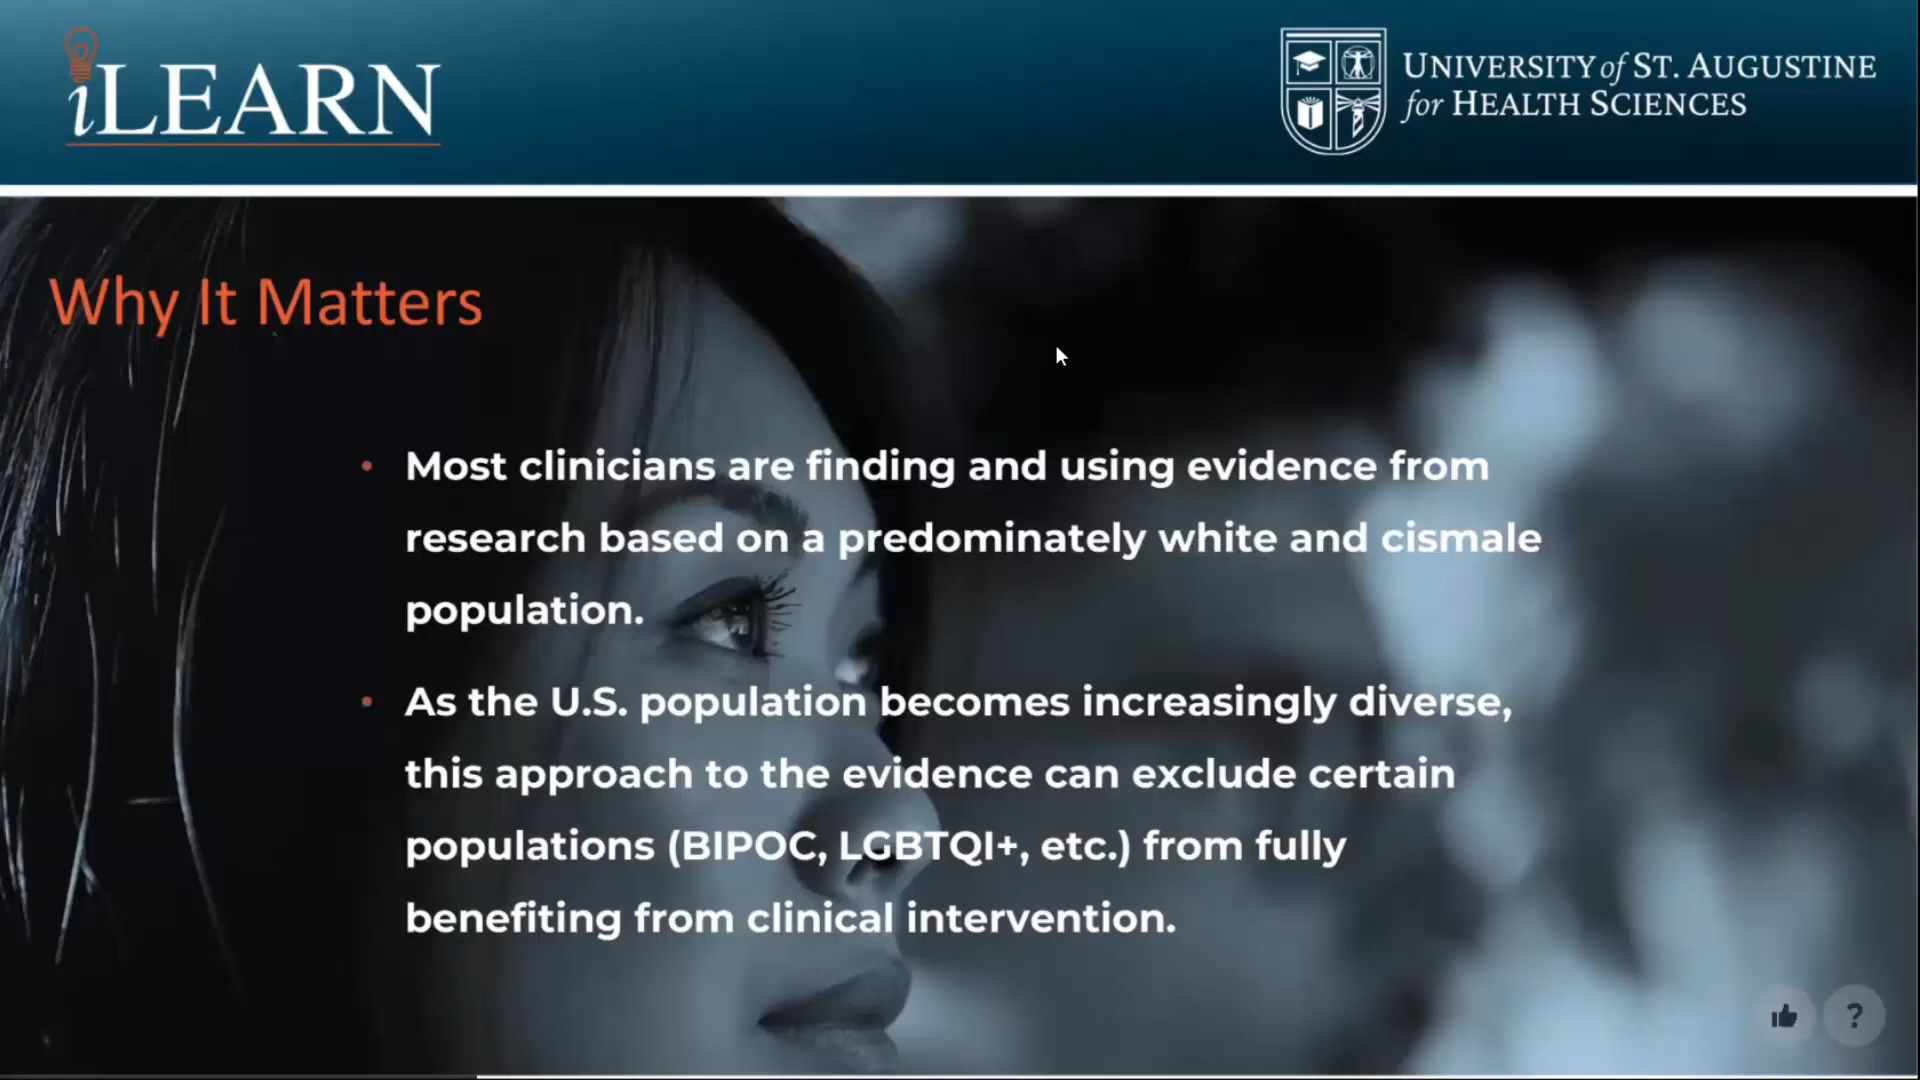 iLEARN
UNIVERSITY of ST. AUGUSTINE
for HEALTH SCIENCES
Why It Matters
• Most clinicians are finding and using evidence from
research based on a predominately white and cismale
population.
• As the U.S. population becomes increasingly diverse,
this approach to the evidence can exclude certain
populations (BIPOC, LGBTQI+, etc.) from fully
benefiting from clinical intervention.
?